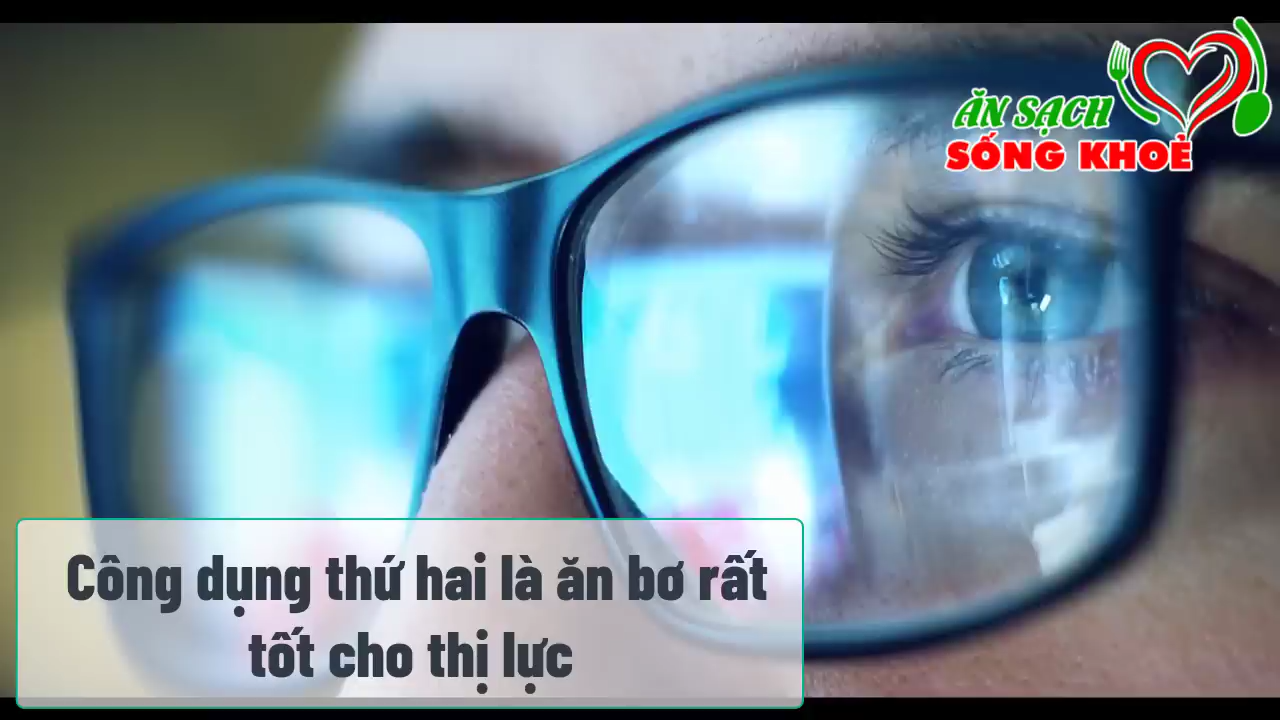 ĂN SẠCH
SỐNG KHOẺ
Công dụng thứ hai là ăn bơ rất
tốt cho thị lực